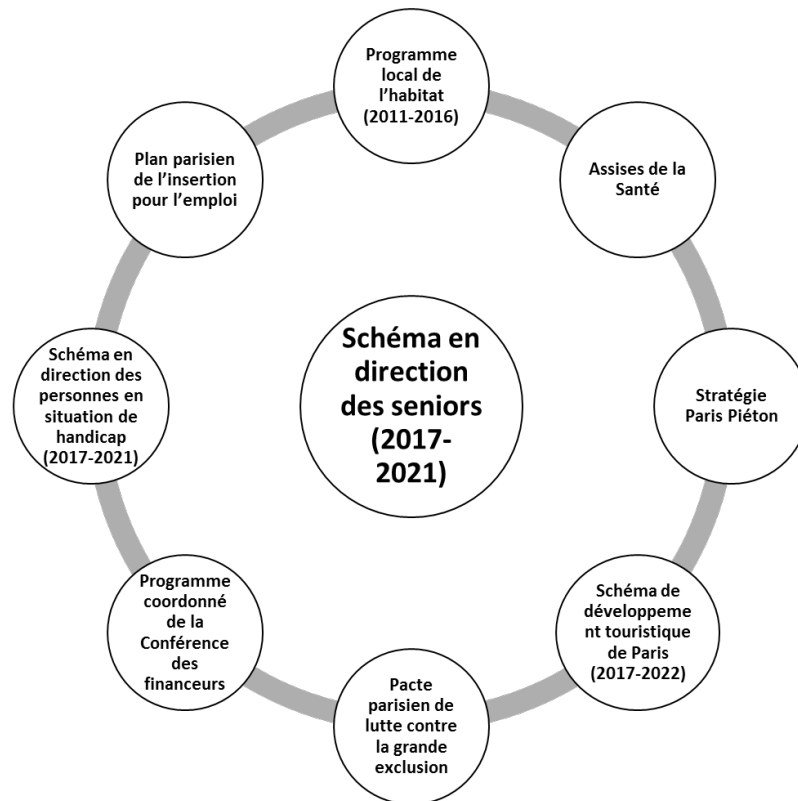 Programme
local de
l’habitat
(2011-2016)
Plan parisien
de l’insertion
pour l’emploi
Assises de la
Santé
Schéma en
direction des
personnes en
situation de
handicap
(2017-2021)
Schéma en
direction
des seniors
(2017-
2021)
Stratégie
Paris Piéton
Programme
coordonné
de la
Conférence
des
financeurs
Schéma de
développeme
nt touristique
de Paris
(2017-2022)
Pacte
parisien de
lutte contre
la grande
exclusion